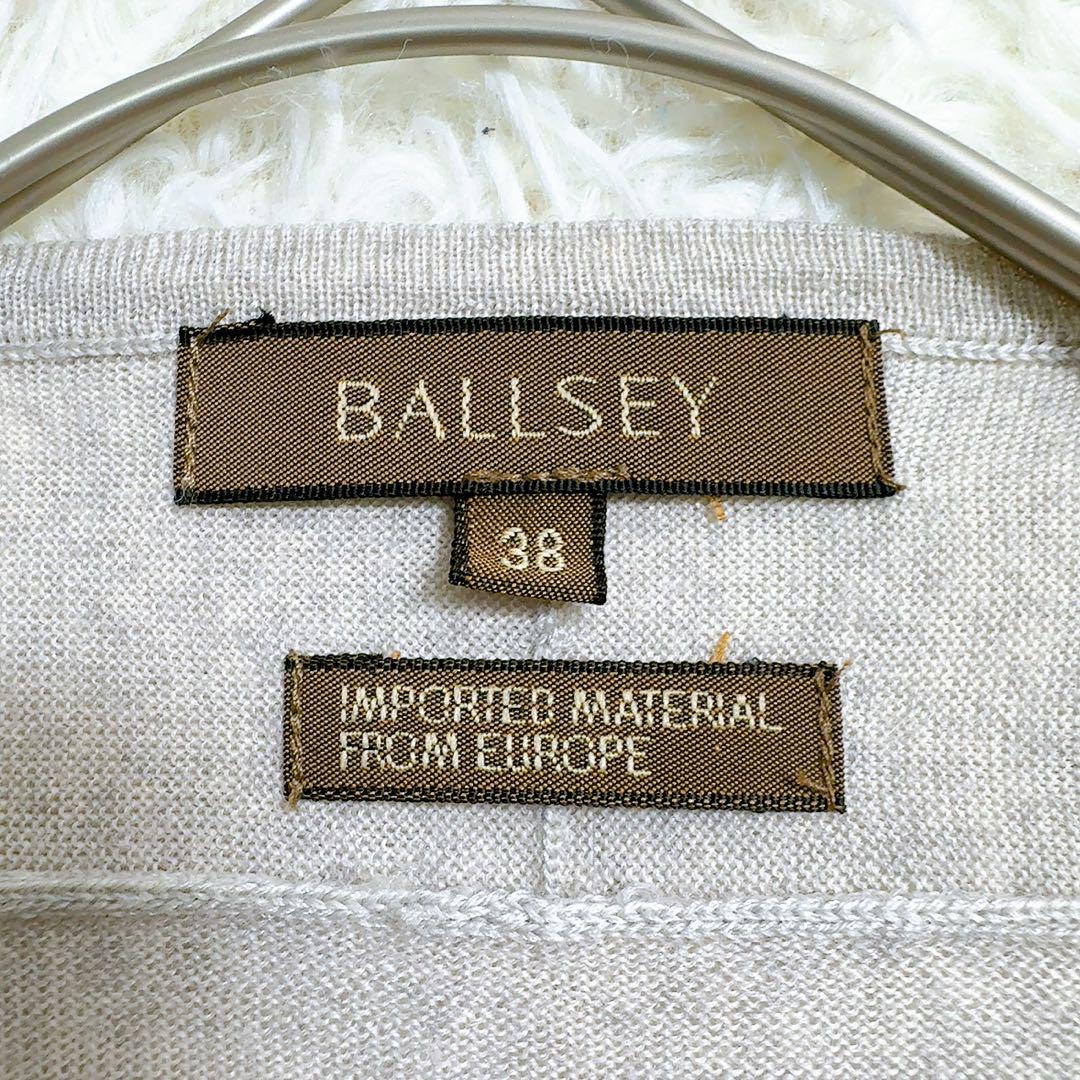 BALLSEY
38
IMPORTED MATERIAL
FROM EUROPE